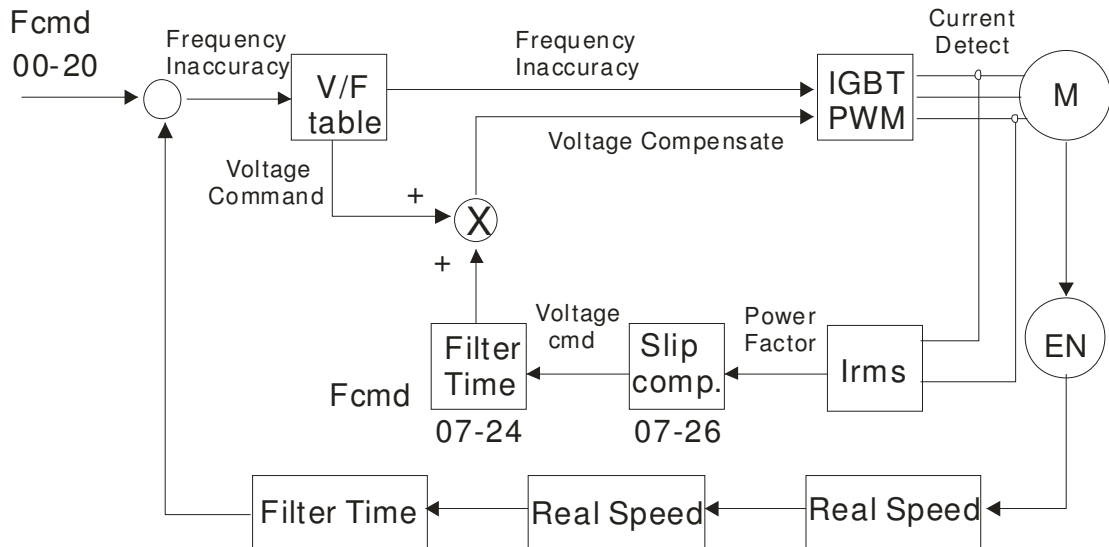 Fcmd
00-20
Frequency
Inaccuracy
V/F
table
Frequency
Inaccuracy
IGBT
PWM
Current
Detect
M
Voltage Compensate
Voltage
Command
+
X
+
Filter
Time
Voltage
cmd
Slip
comp.
Power
Factor
Irms
EN
Fcmd
07-24
07-26
Filter Time
Real Speed
Real Speed